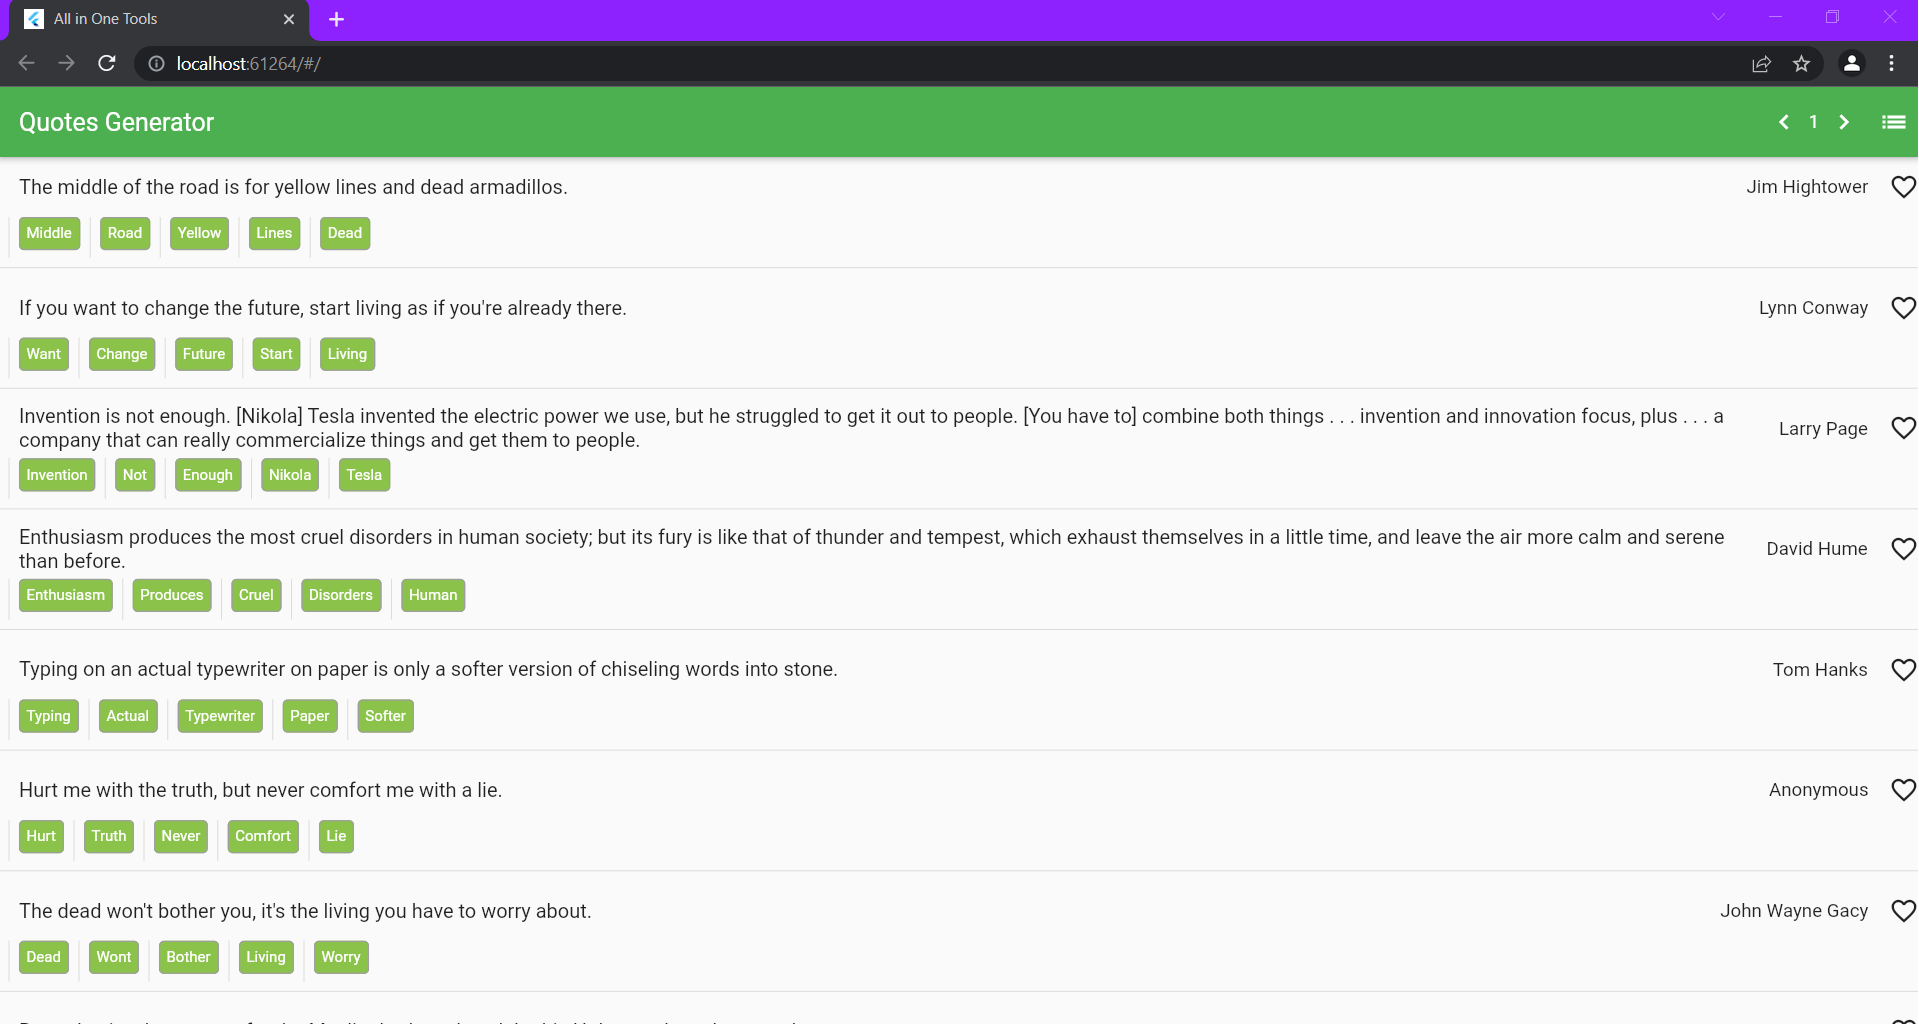 All in One Tools
localhost:61264/#/
Quotes Generator
1
The middle of the road is for yellow lines and dead armadillos.
Jim Hightower
Middle Road Yellow Lines Dead
If you want to change the future, start living as if you're already there.
Lynn Conway
Want Change Future Start Living
Invention is not enough. [Nikola] Tesla invented the electric power we use, but he struggled to get it out to people. [You have to] combine both things . . . invention and innovation focus, plus . . . a
company that can really commercialize things and get them to people.
Larry Page
Invention Not Enough Nikola Tesla
Enthusiasm produces the most cruel disorders in human society; but its fury is like that of thunder and tempest, which exhaust themselves in a little time, and leave the air more calm and serene
than before.
David Hume
Enthusiasm Produces Cruel Disorders Human
Typing on an actual typewriter on paper is only a softer version of chiseling words into stone.
Tom Hanks
Typing Actual Typewriter Paper Softer
Hurt me with the truth, but never comfort me with a lie.
Anonymous
Hurt Truth Never Comfort Lie
The dead won't bother you, it's the living you have to worry about.
John Wayne Gacy
Dead Wont Bother Living Worry